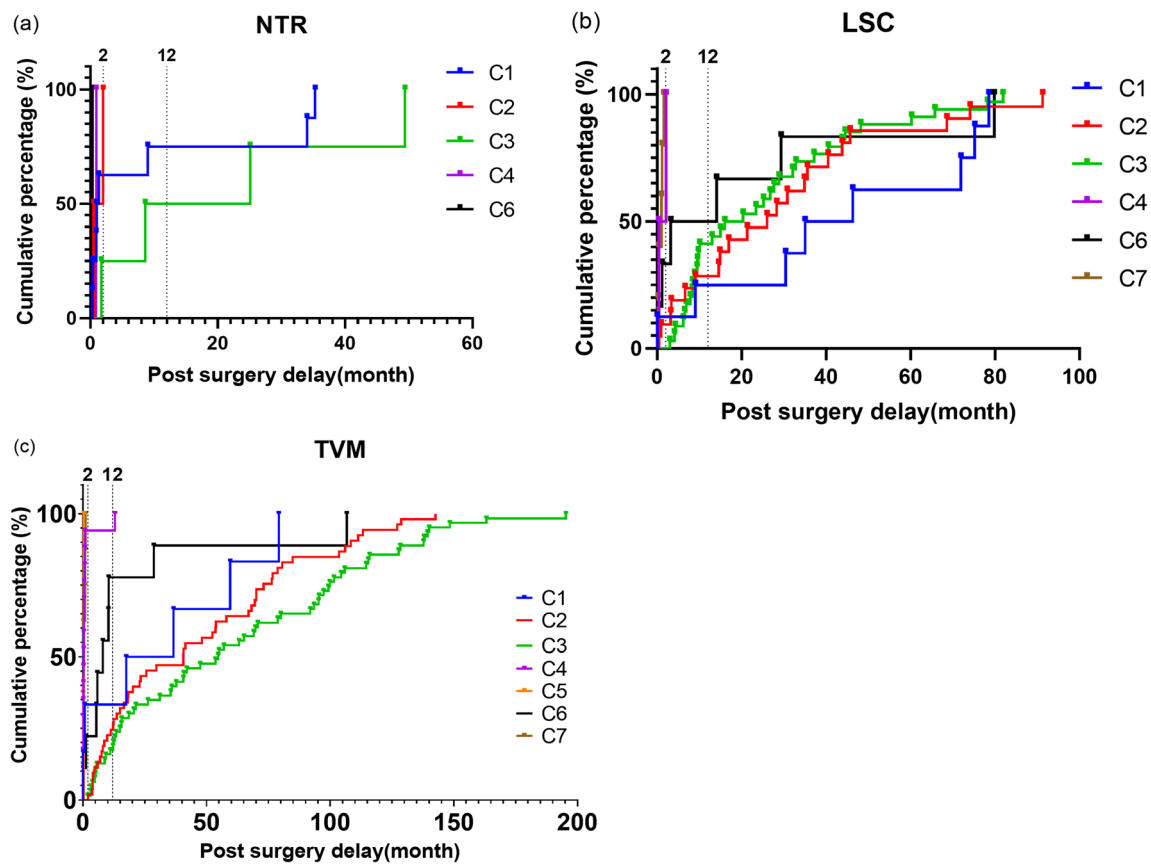 (a)
NTR
2 12
Cumulative percentage (%)
100
50
0
0 20 40 60
Post surgery delay(month)
C1
C2
C3
C4
C6
(b)
LSC
2 12
Cumulative percentage (%)
100
50
0
0 20 40 60 80 100
Post surgery delay(month)
C1
C2
C3
C4
C6
C7
(c)
TVM
2 12
Cumulative percentage (%)
100
50
0
0 50 100 150 200
Post surgery delay(month)
C1
C2
C3
C4
C5
C6
C7